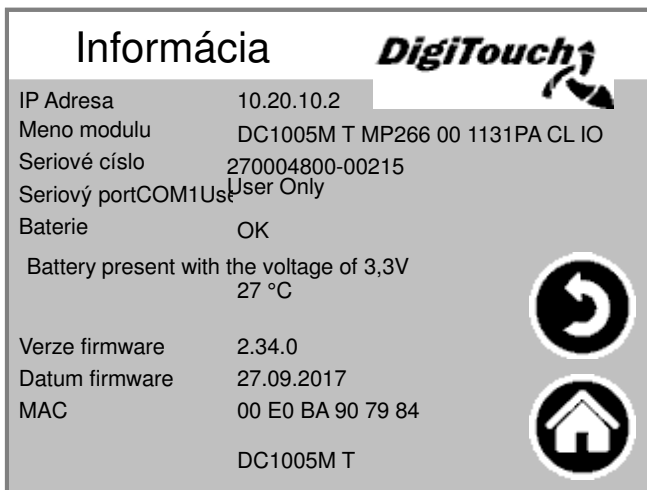 Informácia
DigiTouch
IP Adresa 10.20.10.2
Meno modulu DC1005M T MP266 00 1131PA CL IO
Seriové císlo 270004800-00215
Seriový portCOM1Use User Only
Baterie OK
Battery present with the voltage of 3,3V
27 °C
Verze firmware 2.34.0
Datum firmware 27.09.2017
MAC 00 E0 BA 90 79 84
DC1005M T